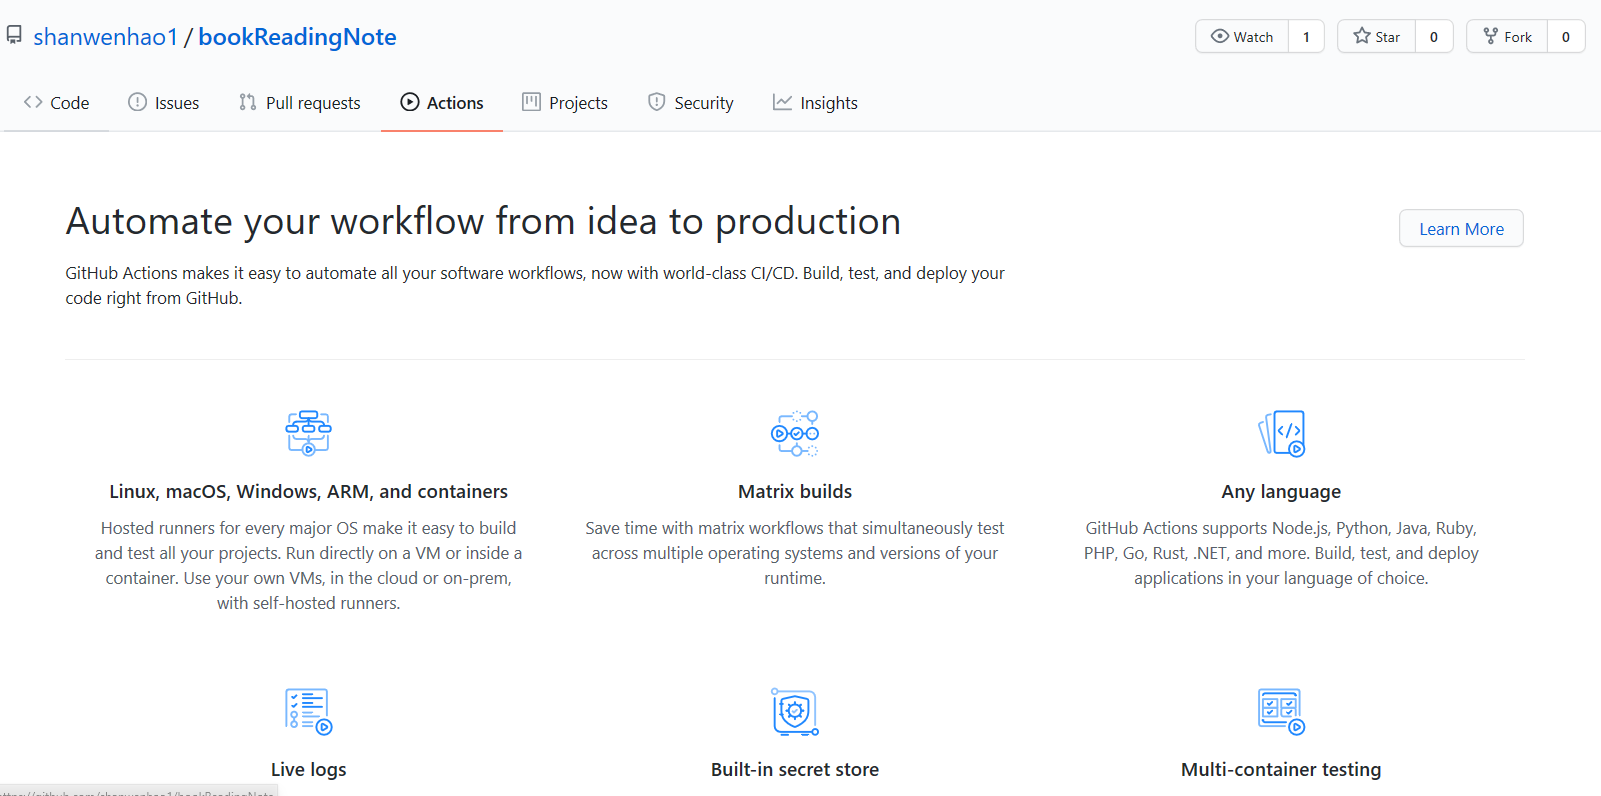 shanwenhao1 / bookReadingNote
Watch 1 Star 0 Fork 0
Code Issues Pull requests Actions Projects Security Insights
Automate your workflow from idea to production
Learn More
GitHub Actions makes it easy to automate all your software workflows, now with world-class CI/CD. Build, test, and deploy your
code right from GitHub.
Linux, macOS, Windows, ARM, and containers
Hosted runners for every major OS make it easy to build
and test all your projects. Run directly on a VM or inside a
container. Use your own VMs, in the cloud or on-prem,
with self-hosted runners.
Matrix builds
Save time with matrix workflows that simultaneously test
across multiple operating systems and versions of your
runtime.
Any language
GitHub Actions supports Node.js, Python, Java, Ruby,
PHP, Go, Rust, .NET, and more. Build, test, and deploy
applications in your language of choice.
Live logs
Built-in secret store
Multi-container testing